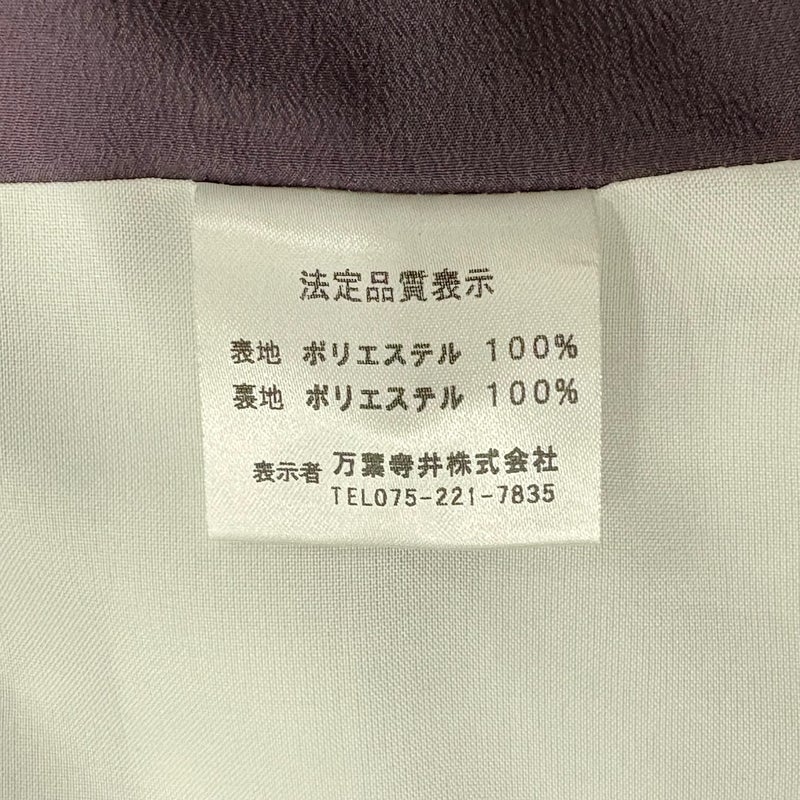 法定品質表示
表地 ポリエステル 100%
裏地 ポリエステル 100%
表示者 万葉寺井株式会社
TEL075-221-7835